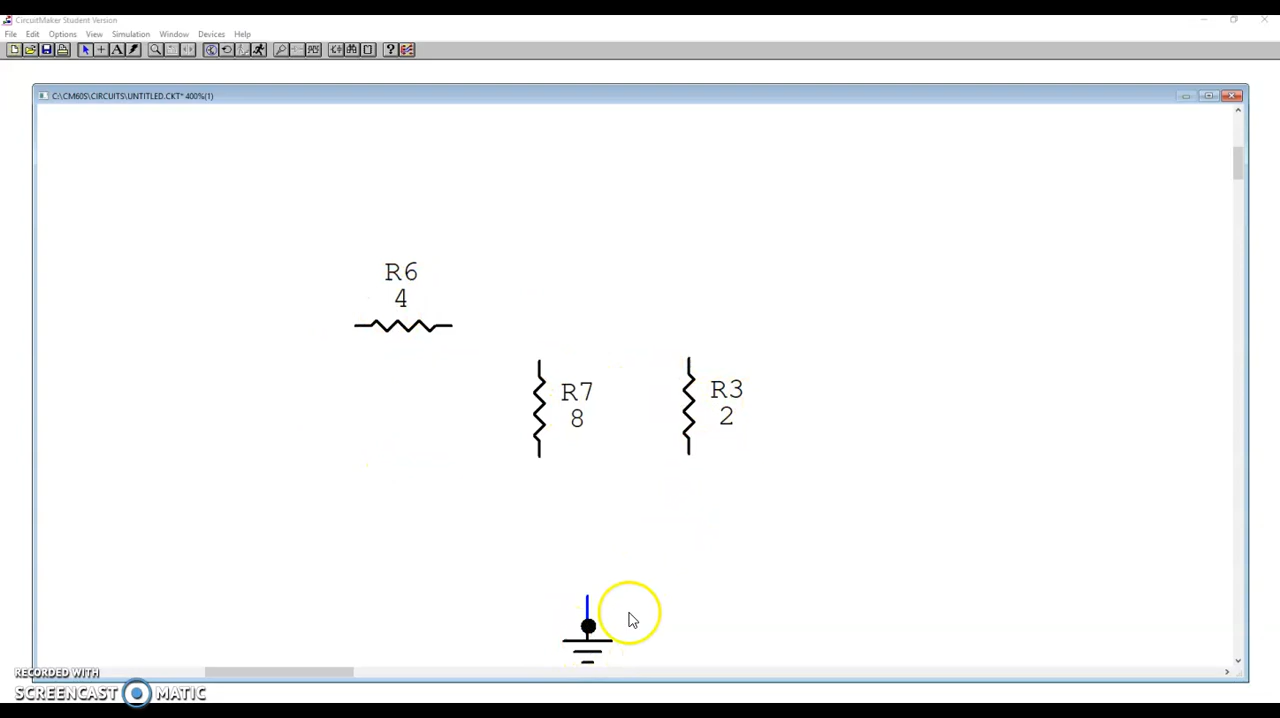 CircuitMaker Student Version
File Edit Options View Simulation Window Devices Help
C:\CM60S\CIRCUITS\UNTITLED.CKT* 400%(1)
R6
4
R7
8
R3
2
RECORDED WITH
SCREENCAST MATIC